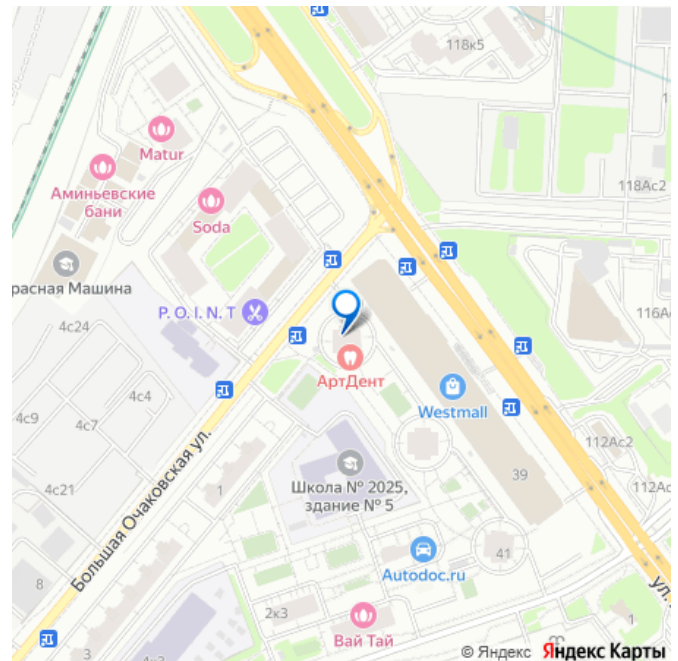 118к5
118Ас2
Matur
Аминьевские
бани
Soda
расная Машина
P. O. I. N. T
116А
4с24
АртДент
Westmall
4с4
4с9
4с7
112Ас2
Школа № 2025,
здание № 5
39
112Ас
4с21
1
Большая Очаковская ул.
41
Autodoc.ru
8
2к3
ул.
1
Вай Тай
3
© Яндекс Яндекс Карты